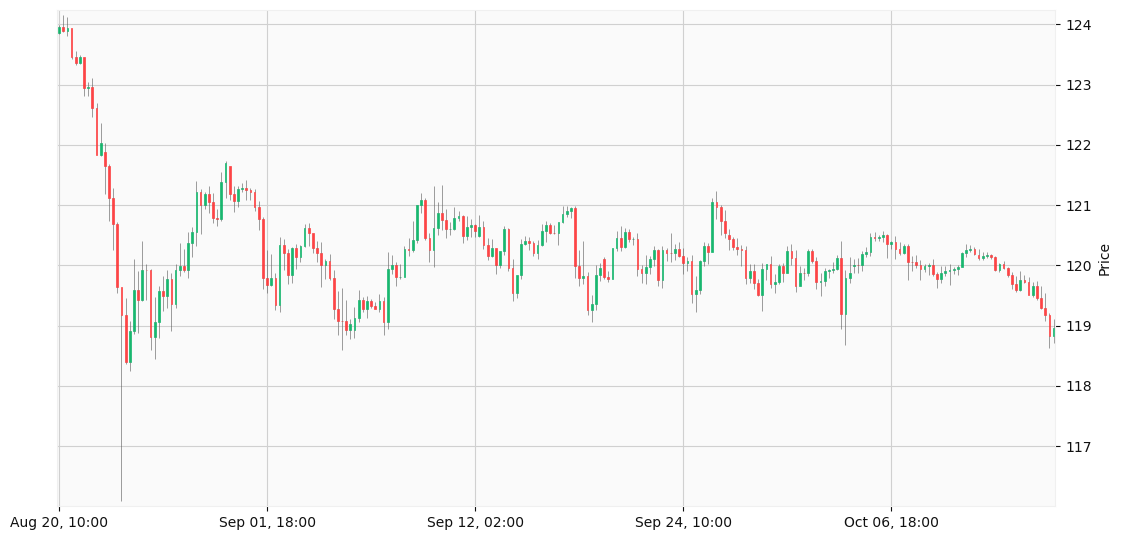 124
123
122
121
120
119
118
117
Price
Aug 20, 10:00
Sep 01, 18:00
Sep 12, 02:00
Sep 24, 10:00
Oct 06, 18:00